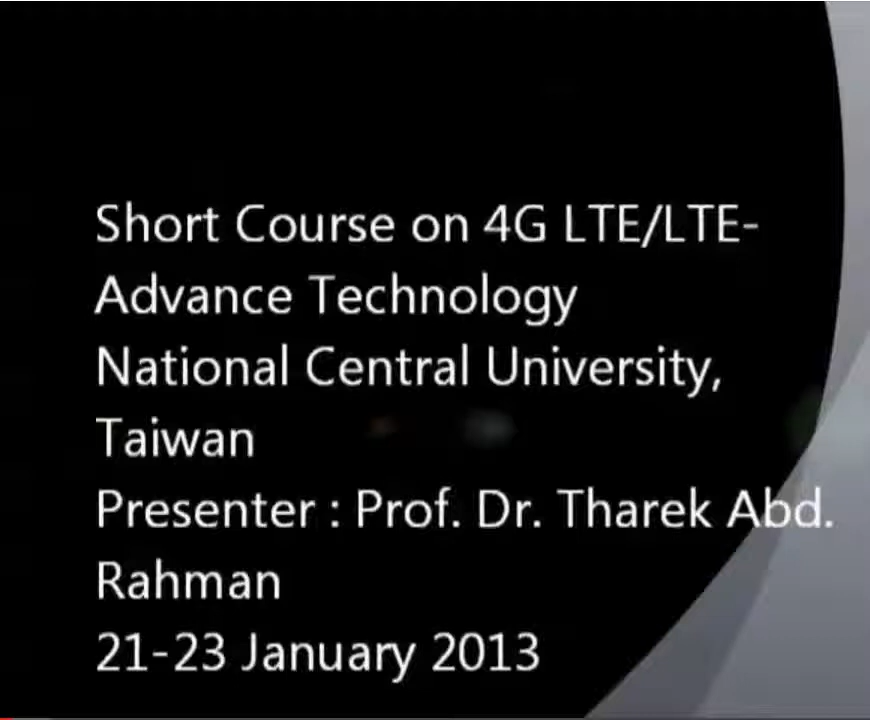 Short Course on 4G LTE/LTE-
Advance Technology
National Central University,
Taiwan
Presenter : Prof. Dr. Tharek Abd.
Rahman
21-23 January 2013